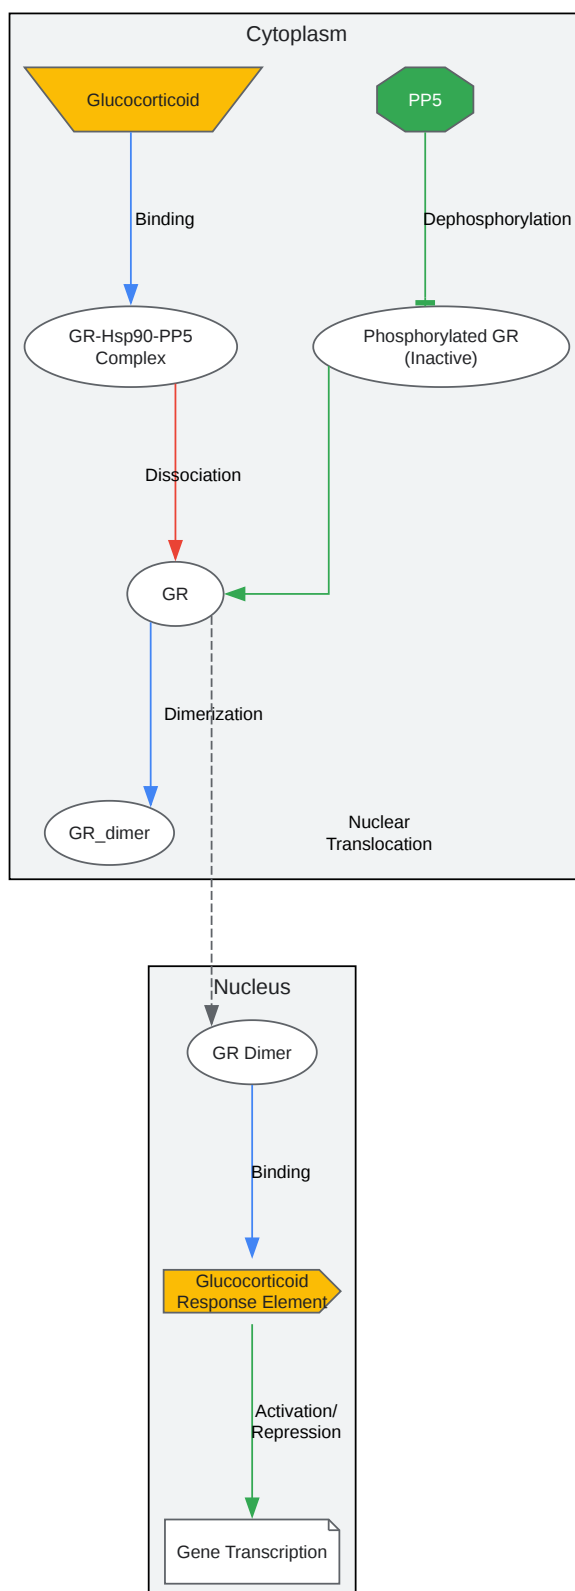 Cytoplasm
Glucocorticoid
PP5
Binding
Dephosphorylation
GR-Hsp90-PP5
Complex
Phosphorylated GR
(Inactive)
Dissociation
GR
Dimerization
GR_dimer
Nuclear
Translocation
Nucleus
GR Dimer
Binding
Glucocorticoid
Response Element
Activation/
Repression
Gene Transcription